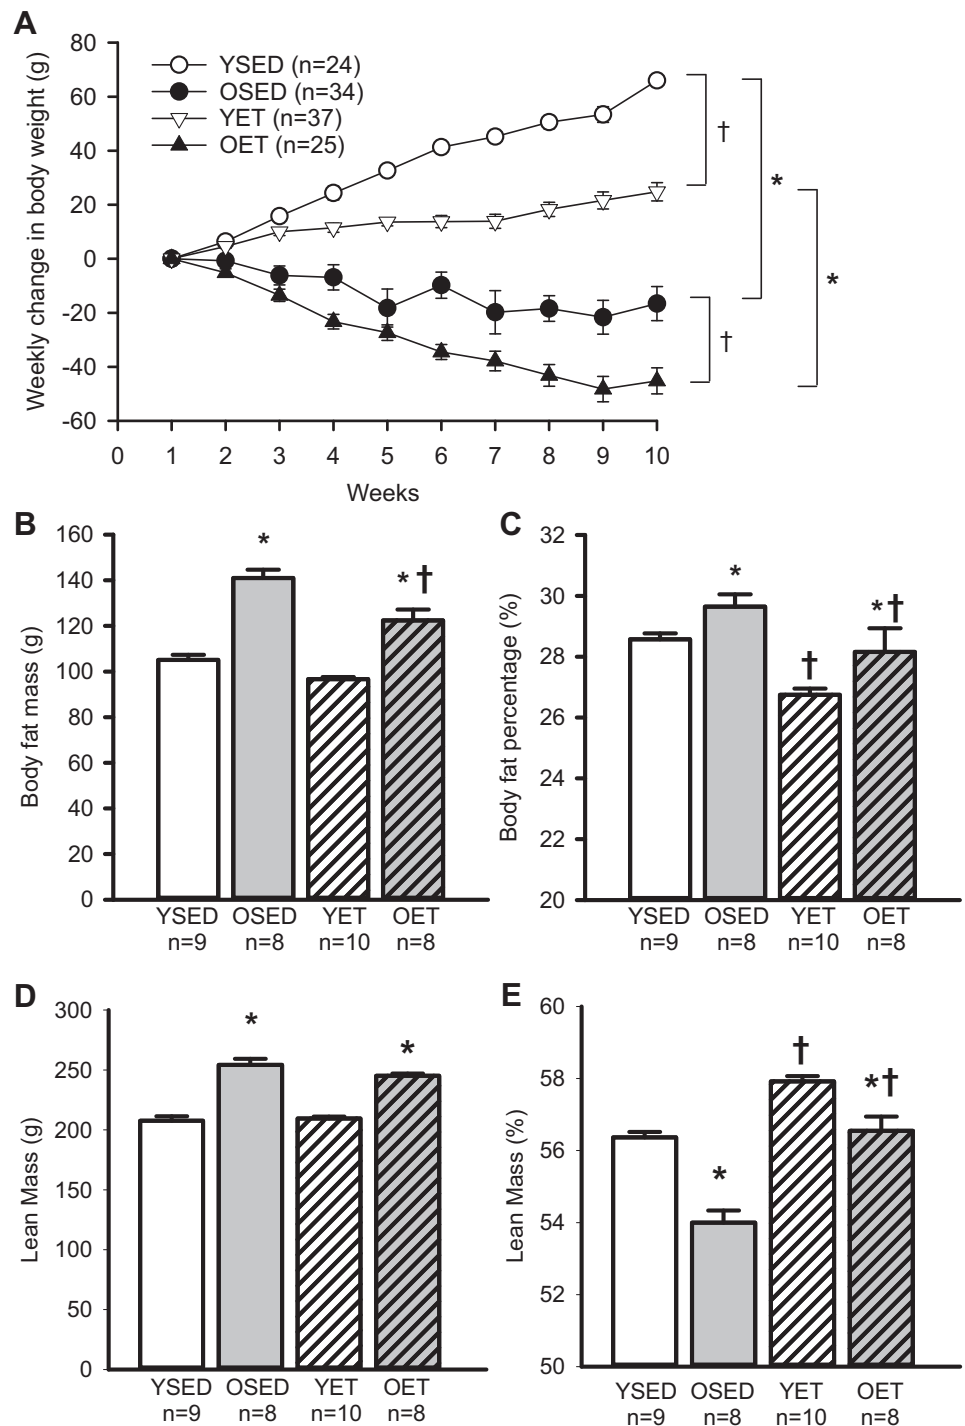 A
Weekly change in body weight (g)
80
60
40
20
0
-20
-40
-60
YSED (n=24)
OSED (n=34)
YET (n=37)
OET (n=25)
†
*
*
†
0 1 2 3 4 5 6 7 8 9 10
Weeks
B
Body fat mass (g)
160
140
120
100
80
60
40
20
0
*
* †
YSED OSED YET OET
n=9 n=8 n=10 n=8
C
Body fat percentage (%)
32
30
28
26
24
22
20
*
†
*†
YSED OSED YET OET
n=9 n=8 n=10 n=8
D
Lean Mass (g)
300
250
200
150
100
50
0
*
*
YSED OSED YET OET
n=9 n=8 n=10 n=8
E
Lean Mass (%)
60
58
56
54
52
50
*
†
*†
YSED OSED YET OET
n=9 n=8 n=10 n=8